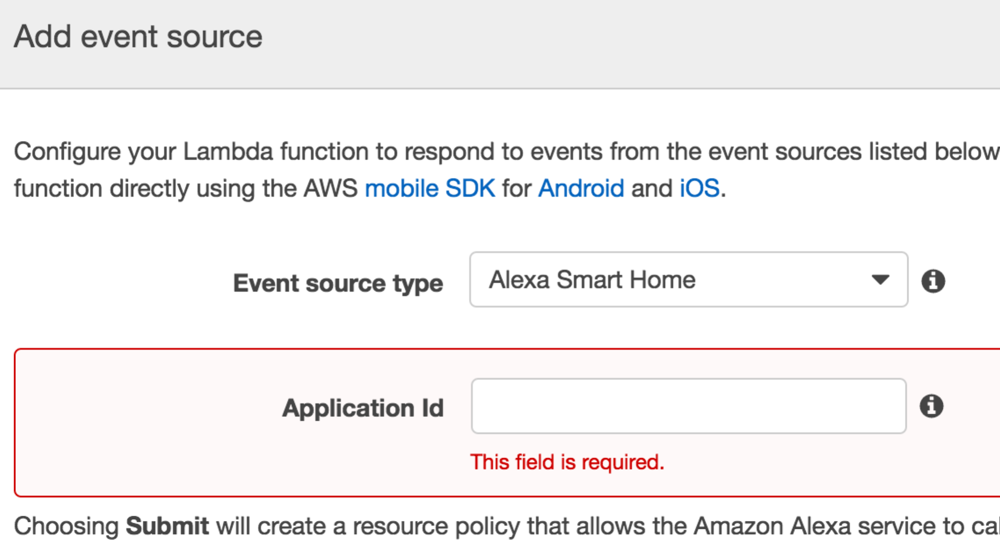 Add event source
Configure your Lambda function to respond to events from the event sources listed below
function directly using the AWS mobile SDK for Android and iOS.
Event source type
Alexa Smart Home
Application Id
This field is required.
Choosing Submit will create a resource policy that allows the Amazon Alexa service to